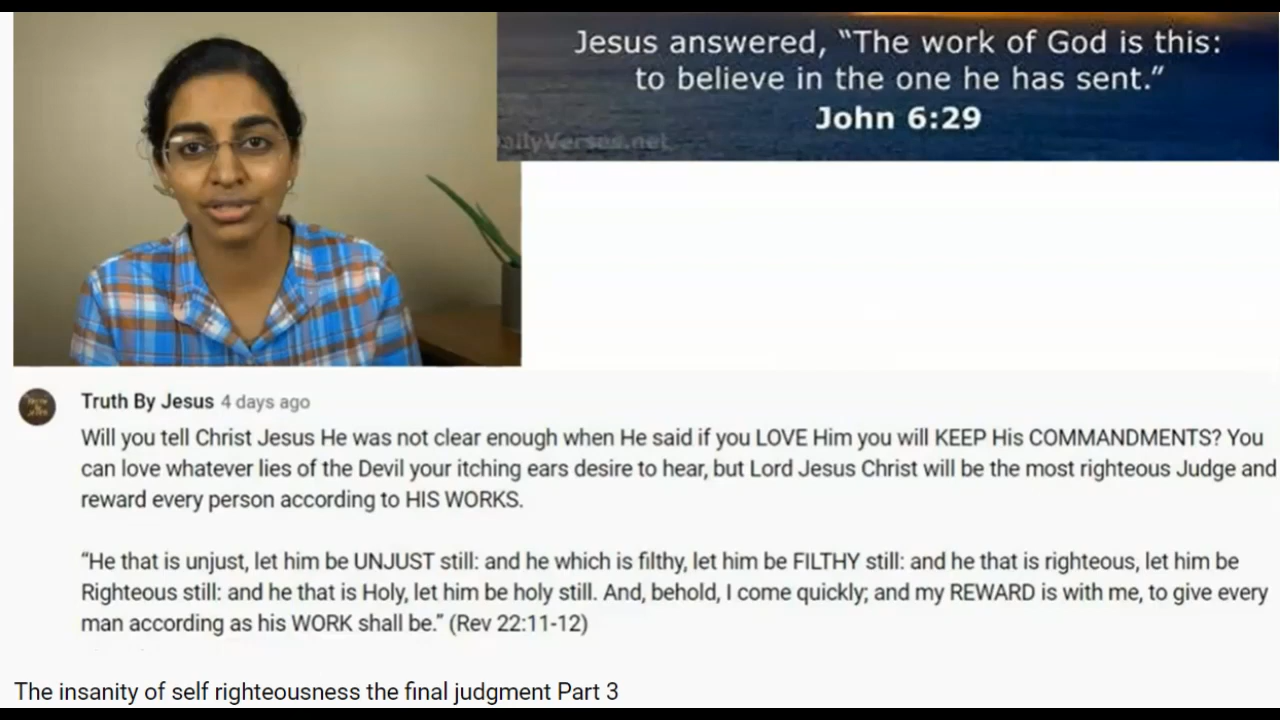 Jesus answered, “The work of God is this:
to believe in the one he has sent.”
John 6:29
DailyVerses.net
Truth By Jesus 4 days ago
Will you tell Christ Jesus He was not clear enough when He said if you LOVE Him you will KEEP His COMMANDMENTS? You
can love whatever lies of the Devil your itching ears desire to hear, but Lord Jesus Christ will be the most righteous Judge and
reward every person according to HIS WORKS.
“He that is unjust, let him be UNJUST still: and he which is filthy, let him be FILTHY still: and he that is righteous, let him be
Righteous still: and he that is Holy, let him be holy still. And, behold, I come quickly; and my REWARD is with me, to give every
man according as his WORK shall be.” (Rev 22:11-12)
The insanity of self righteousness the final judgment Part 3